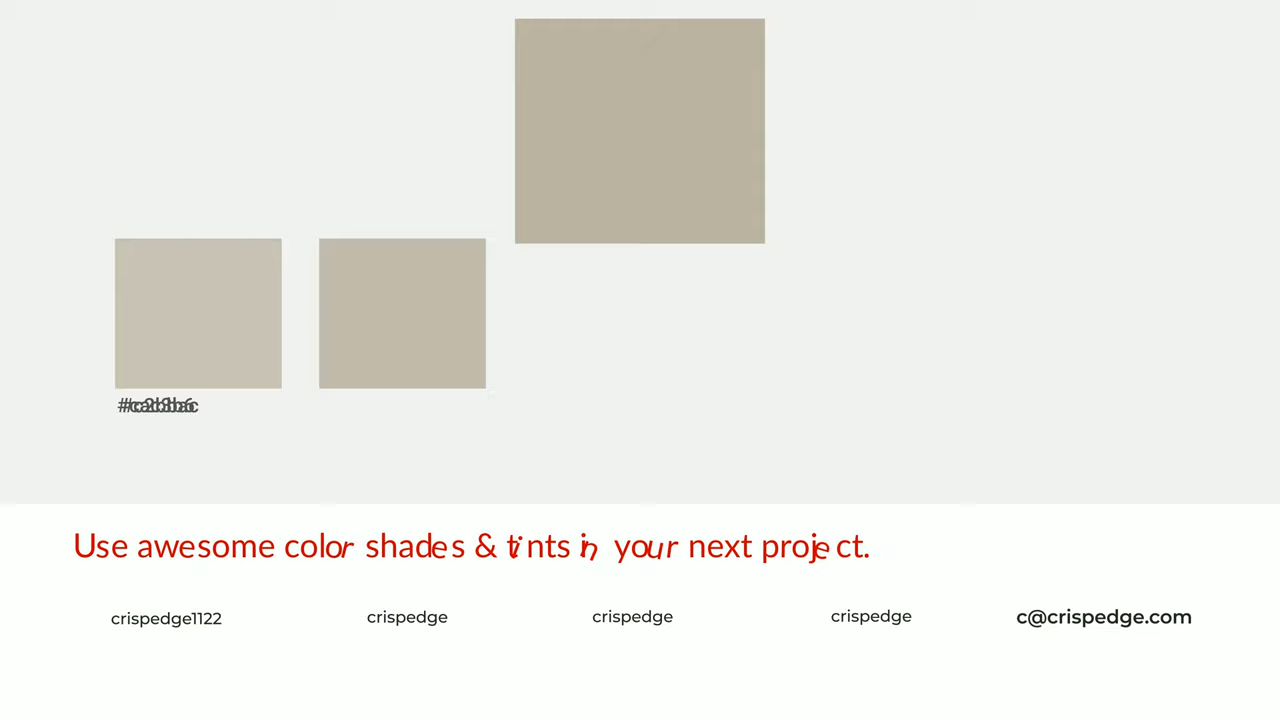 Use awesome color shades & tints in your next project.
crispedge1122 crispedge crispedge crispedge c@crispedge.com